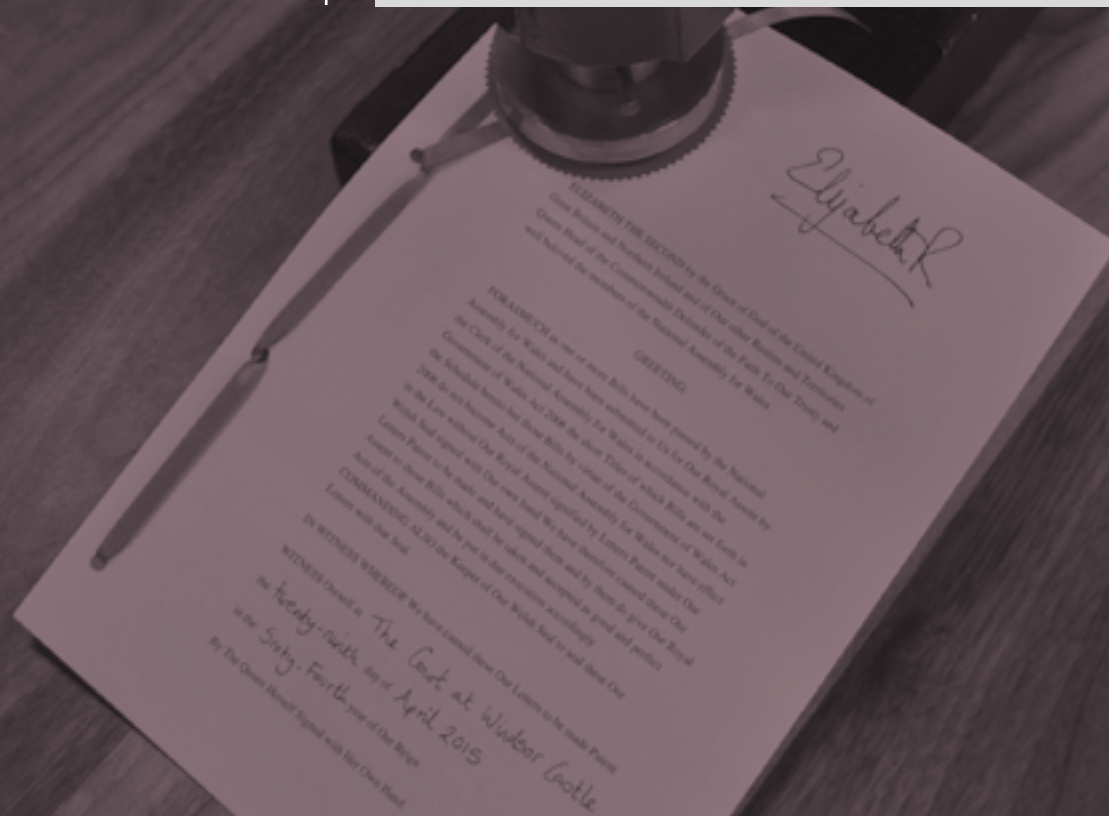 Elizabeth R
ELIZABETH THE SECOND by the Grace of God of the United Kingdom of
Great Britain and Northern Ireland and of Our other Realms and Territories
Queen Head of the Commonwealth Defender of the Faith To Our Trusty and
well beloved the members of the National Assembly for Wales
GREETING
FORASMUCH as one or more Bills have been passed by the National
Assembly for Wales and have been submitted to Us for Our Royal Assent by
the Clerk of the National Assembly for Wales in accordance with the
Government of Wales Act 2006 the short Titles of which Bills are set forth in
the Schedule hereto but those Bills by virtue of the Government of Wales Act
2006 do not become Acts of the National Assembly for Wales nor have effect
in the Law without Our Royal Assent signified by Letters Patent under Our
Welsh Seal signed with Our own hand We have therefore caused these Our
Letters Patent to be made and have signed them and by them do give Our Royal
Assent to those Bills which shall be taken and accepted as good and perfect
Acts of the Assembly and be put in due execution accordingly
COMMANDING ALSO the Keeper of Our Welsh Seal to seal these Our
Letters with that Seal.
IN WITNESS WHEREOF We have caused these Our Letters to be made Patent
WITNESS Ourself at The Court at Windsor Castle
the twenty-ninth day of April 2015
in the Sixty-Fourth year of Our Reign
By The Queen Herself Signed with Her Own Hand.